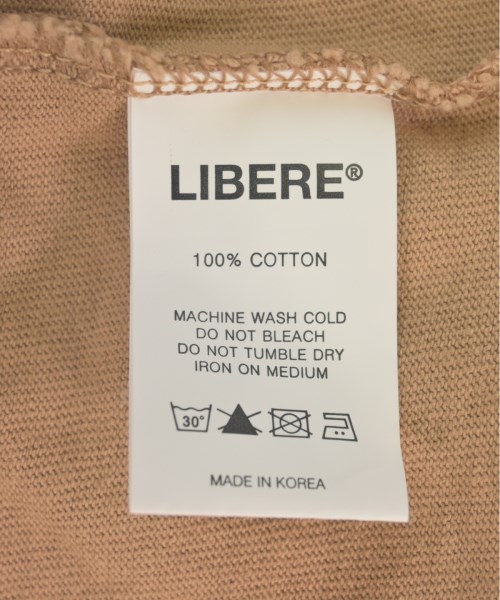 LIBERE®
100% COTTON
MACHINE WASH COLD
DO NOT BLEACH
DO NOT TUMBLE DRY
IRON ON MEDIUM
30°
MADE IN KOREA